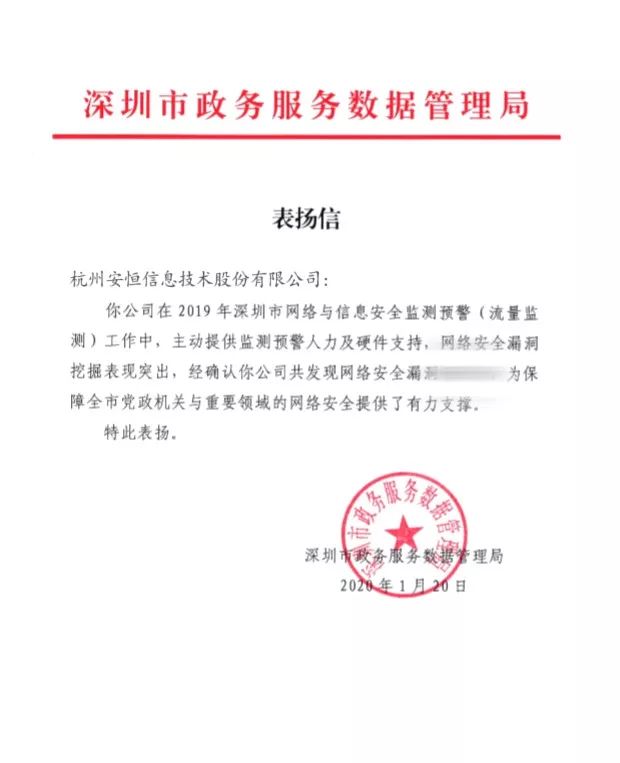 深圳市政务服务数据管理局
表扬信
杭州安恒信息技术股份有限公司：
你公司在 2019 年深圳市网络与信息安全监测预警（流量监
测）工作中，主动提供监测预警人力及硬件支持，网络安全漏洞
挖掘表现突出，经确认你公司共发现网络安全漏洞 为保
障全市党政机关与重要领域的网络安全提供了有力支撑。
特此表扬。
深圳市政务服务数据管理局
深圳市政务服务数据管理局
2020 年 1 月 20 日